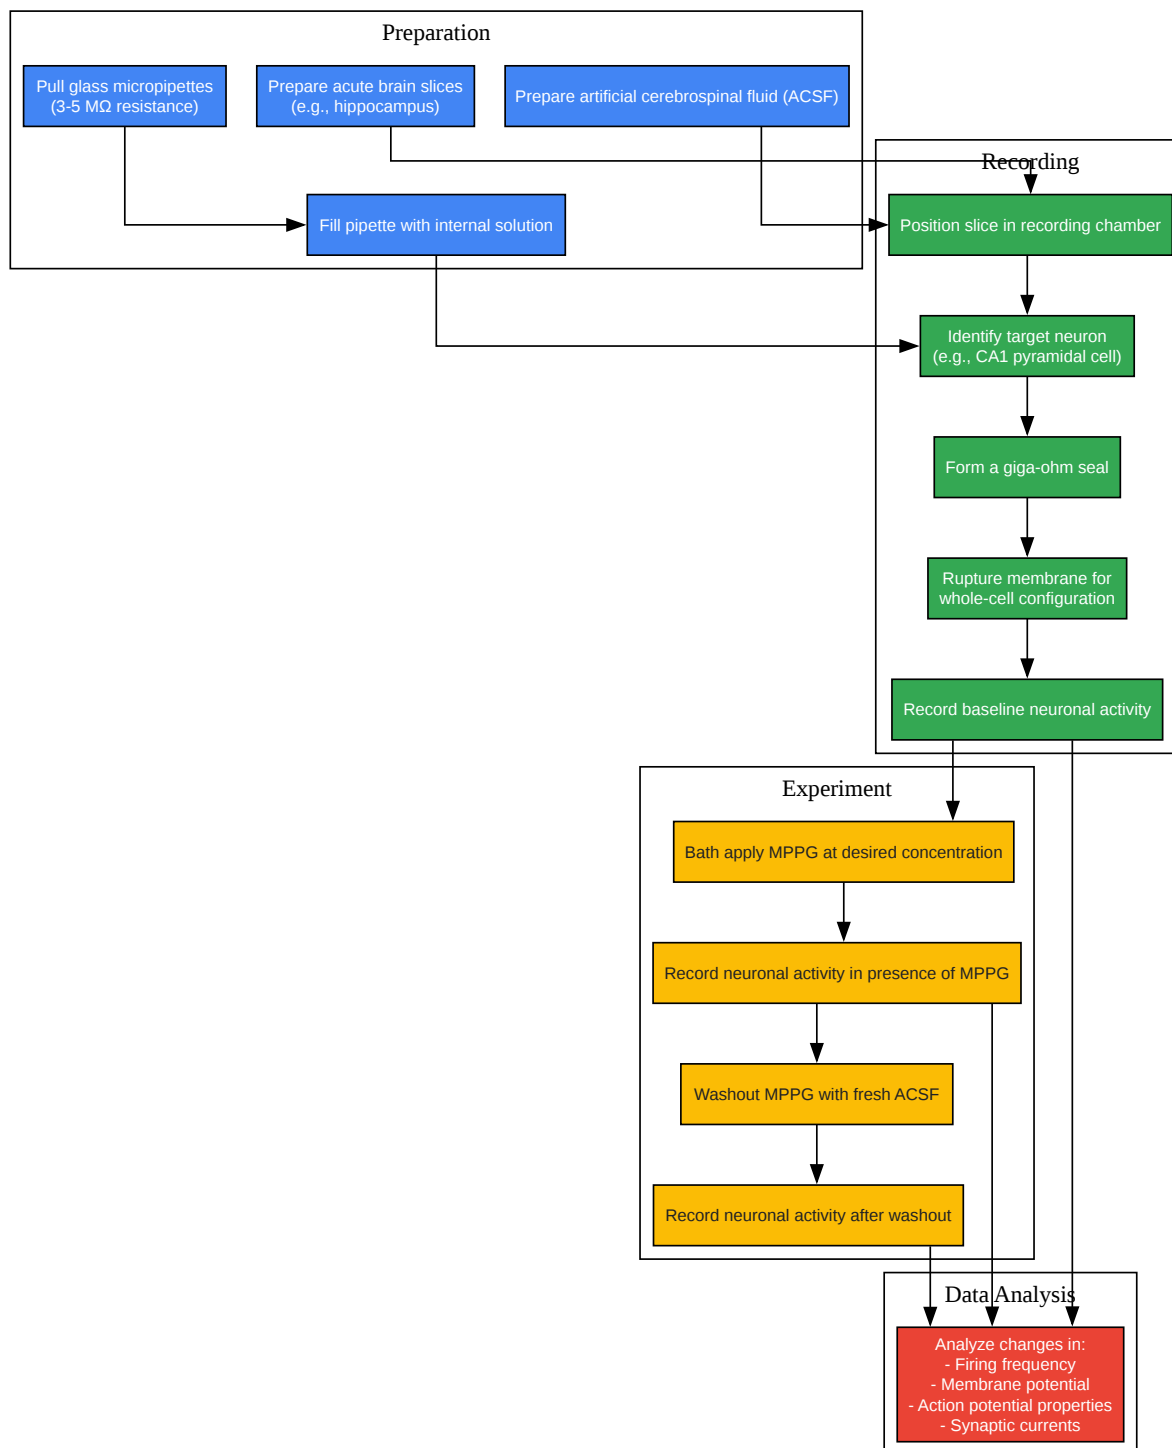 Preparation
Pull glass micropipettes
(3-5 MΩ resistance)
Prepare acute brain slices
(e.g., hippocampus)
Prepare artificial cerebrospinal fluid (ACSF)
Fill pipette with internal solution
Recording
Position slice in recording chamber
Identify target neuron
(e.g., CA1 pyramidal cell)
Form a giga-ohm seal
Rupture membrane for
whole-cell configuration
Record baseline neuronal activity
Experiment
Bath apply MPPG at desired concentration
Record neuronal activity in presence of MPPG
Washout MPPG with fresh ACSF
Record neuronal activity after washout
Data Analysis
Analyze changes in:
- Firing frequency
- Membrane potential
- Action potential properties
- Synaptic currents